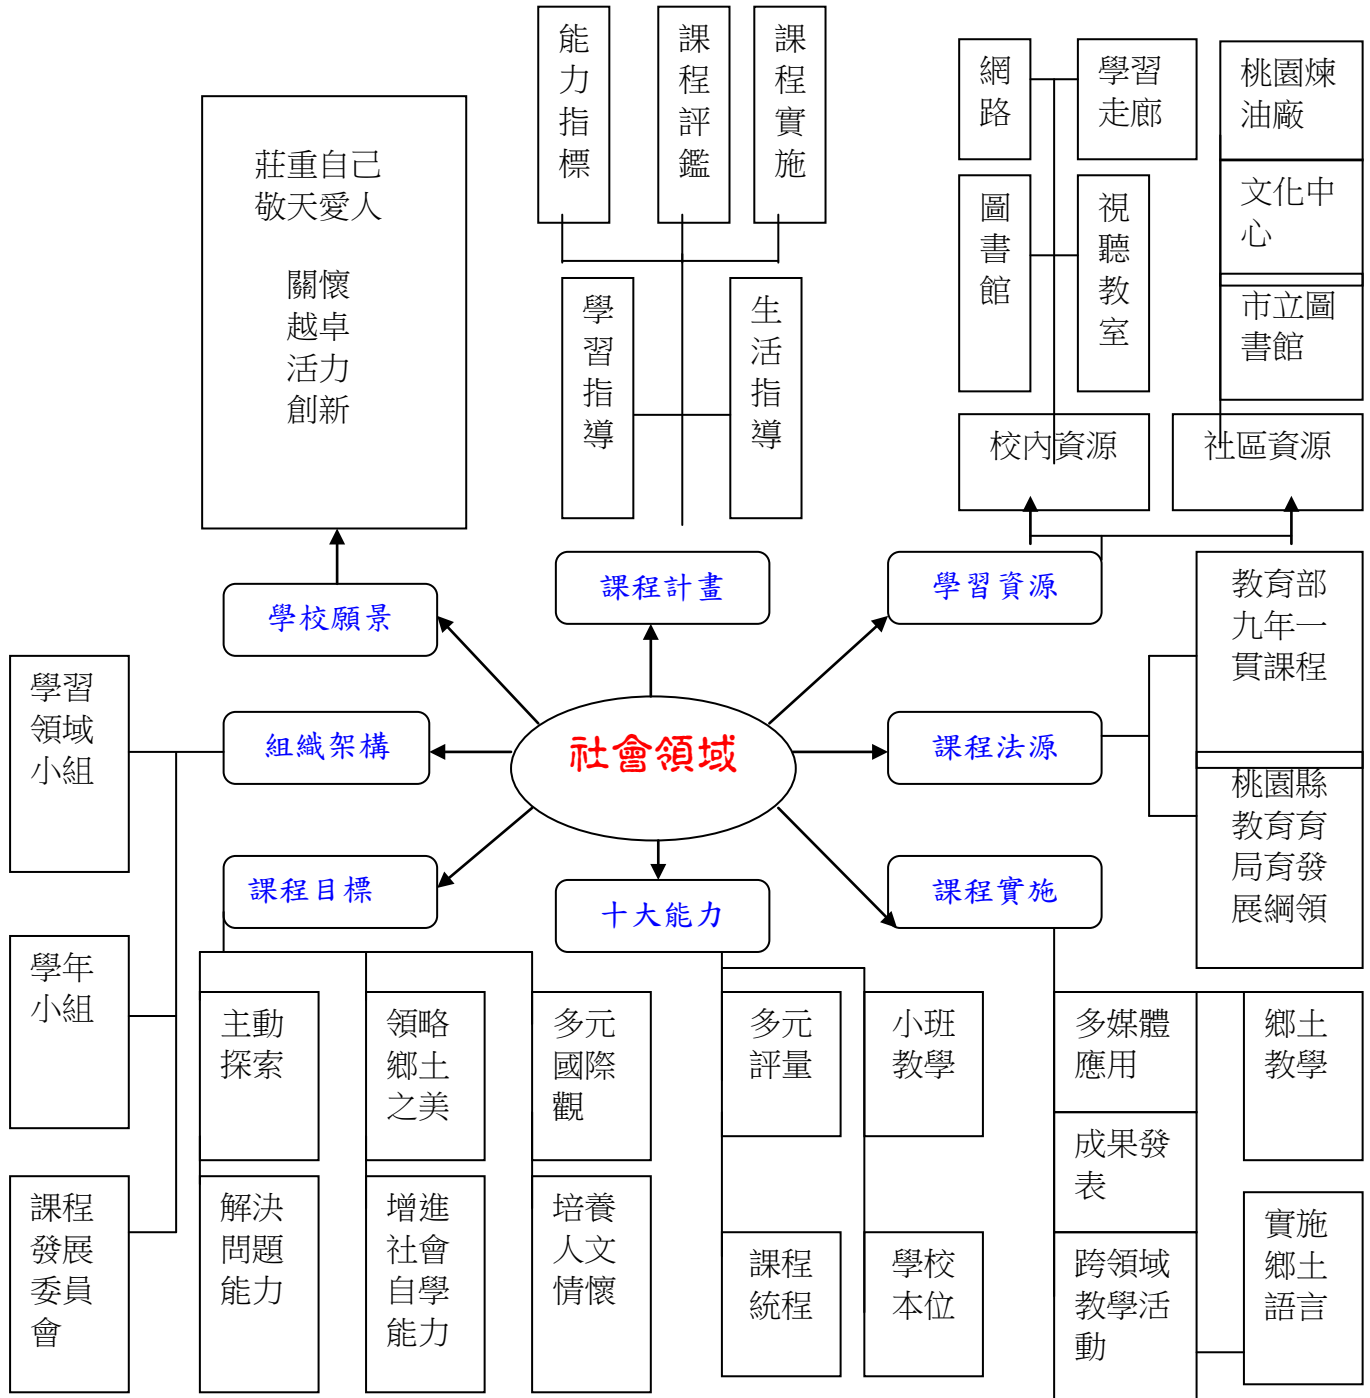 能力指標
課程評鑑
課程實施
網路
學習
走廊
桃園煉
油廠
莊重自己
敬天愛人
關懷
越卓
活力
創新
圖書館
視聽教室
文化中
心
學習指導
生活指導
市立圖
書館
校內資源
社區資源
學校願景
課程計畫
學習資源
教育部
九年一
貫課程
學習
領域
小組
組織架構
社會領域
課程法源
桃園縣
教育育
局育發
展綱領
課程目標
十大能力
課程實施
學年
小組
主動
探索
領略
鄉土
之美
多元
國際
觀
多元
評量
小班
教學
多媒體
應用
鄉土
教學
成果發
表
課程
發展
委員
會
解決
問題
能力
增進
社會
自學
能力
培養
人文
情懷
課程
統程
學校
本位
跨領域
教學活
動
實施
鄉土
語言